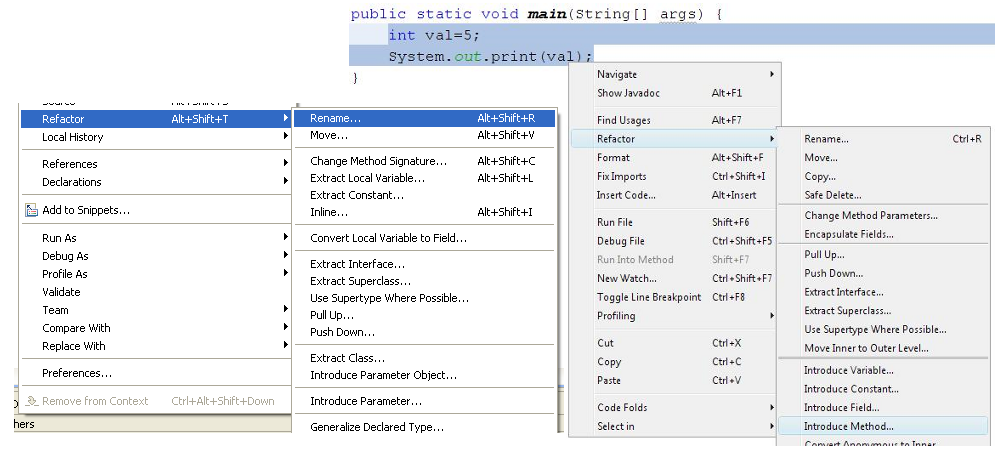 public static void main(String[] args) {
int val=5;
System.out.print(val);
}
Refactor Alt+Shift+T
Local History
References
Declarations
Add to Snippets...
Run As
Debug As
Profile As
Validate
Team
Compare With
Replace With
Preferences...
Remove from Context Ctrl+Alt+Shift+Down
hers
Rename... Alt+Shift+R
Move... Alt+Shift+V
Change Method Signature... Alt+Shift+C
Extract Local Variable... Alt+Shift+L
Extract Constant...
Inline... Alt+Shift+I
Convert Local Variable to Field...
Extract Interface...
Extract Superclass...
Use Supertype Where Possible...
Pull Up...
Push Down...
Extract Class...
Introduce Parameter Object...
Introduce Parameter...
Generalize Declared Type...
Navigate
Show Javadoc Alt+F1
Find Usages Alt+F7
Refactor
Format Alt+Shift+F
Fix Imports Ctrl+Shift+I
Insert Code... Alt+Insert
Run File Shift+F6
Debug File Ctrl+Shift+F5
Run Into Method Shift+F7
New Watch... Ctrl+Shift+F7
Toggle Line Breakpoint Ctrl+F8
Profiling
Cut Ctrl+X
Copy Ctrl+C
Paste Ctrl+V
Code Folds
Select in
Rename... Ctrl+R
Move...
Copy...
Safe Delete...
Change Method Parameters...
Encapsulate Fields...
Pull Up...
Push Down...
Extract Interface...
Extract Superclass...
Use Supertype Where Possible...
Move Inner to Outer Level...
Introduce Variable...
Introduce Constant...
Introduce Field...
Introduce Method...
Convert Anonymous to Inner